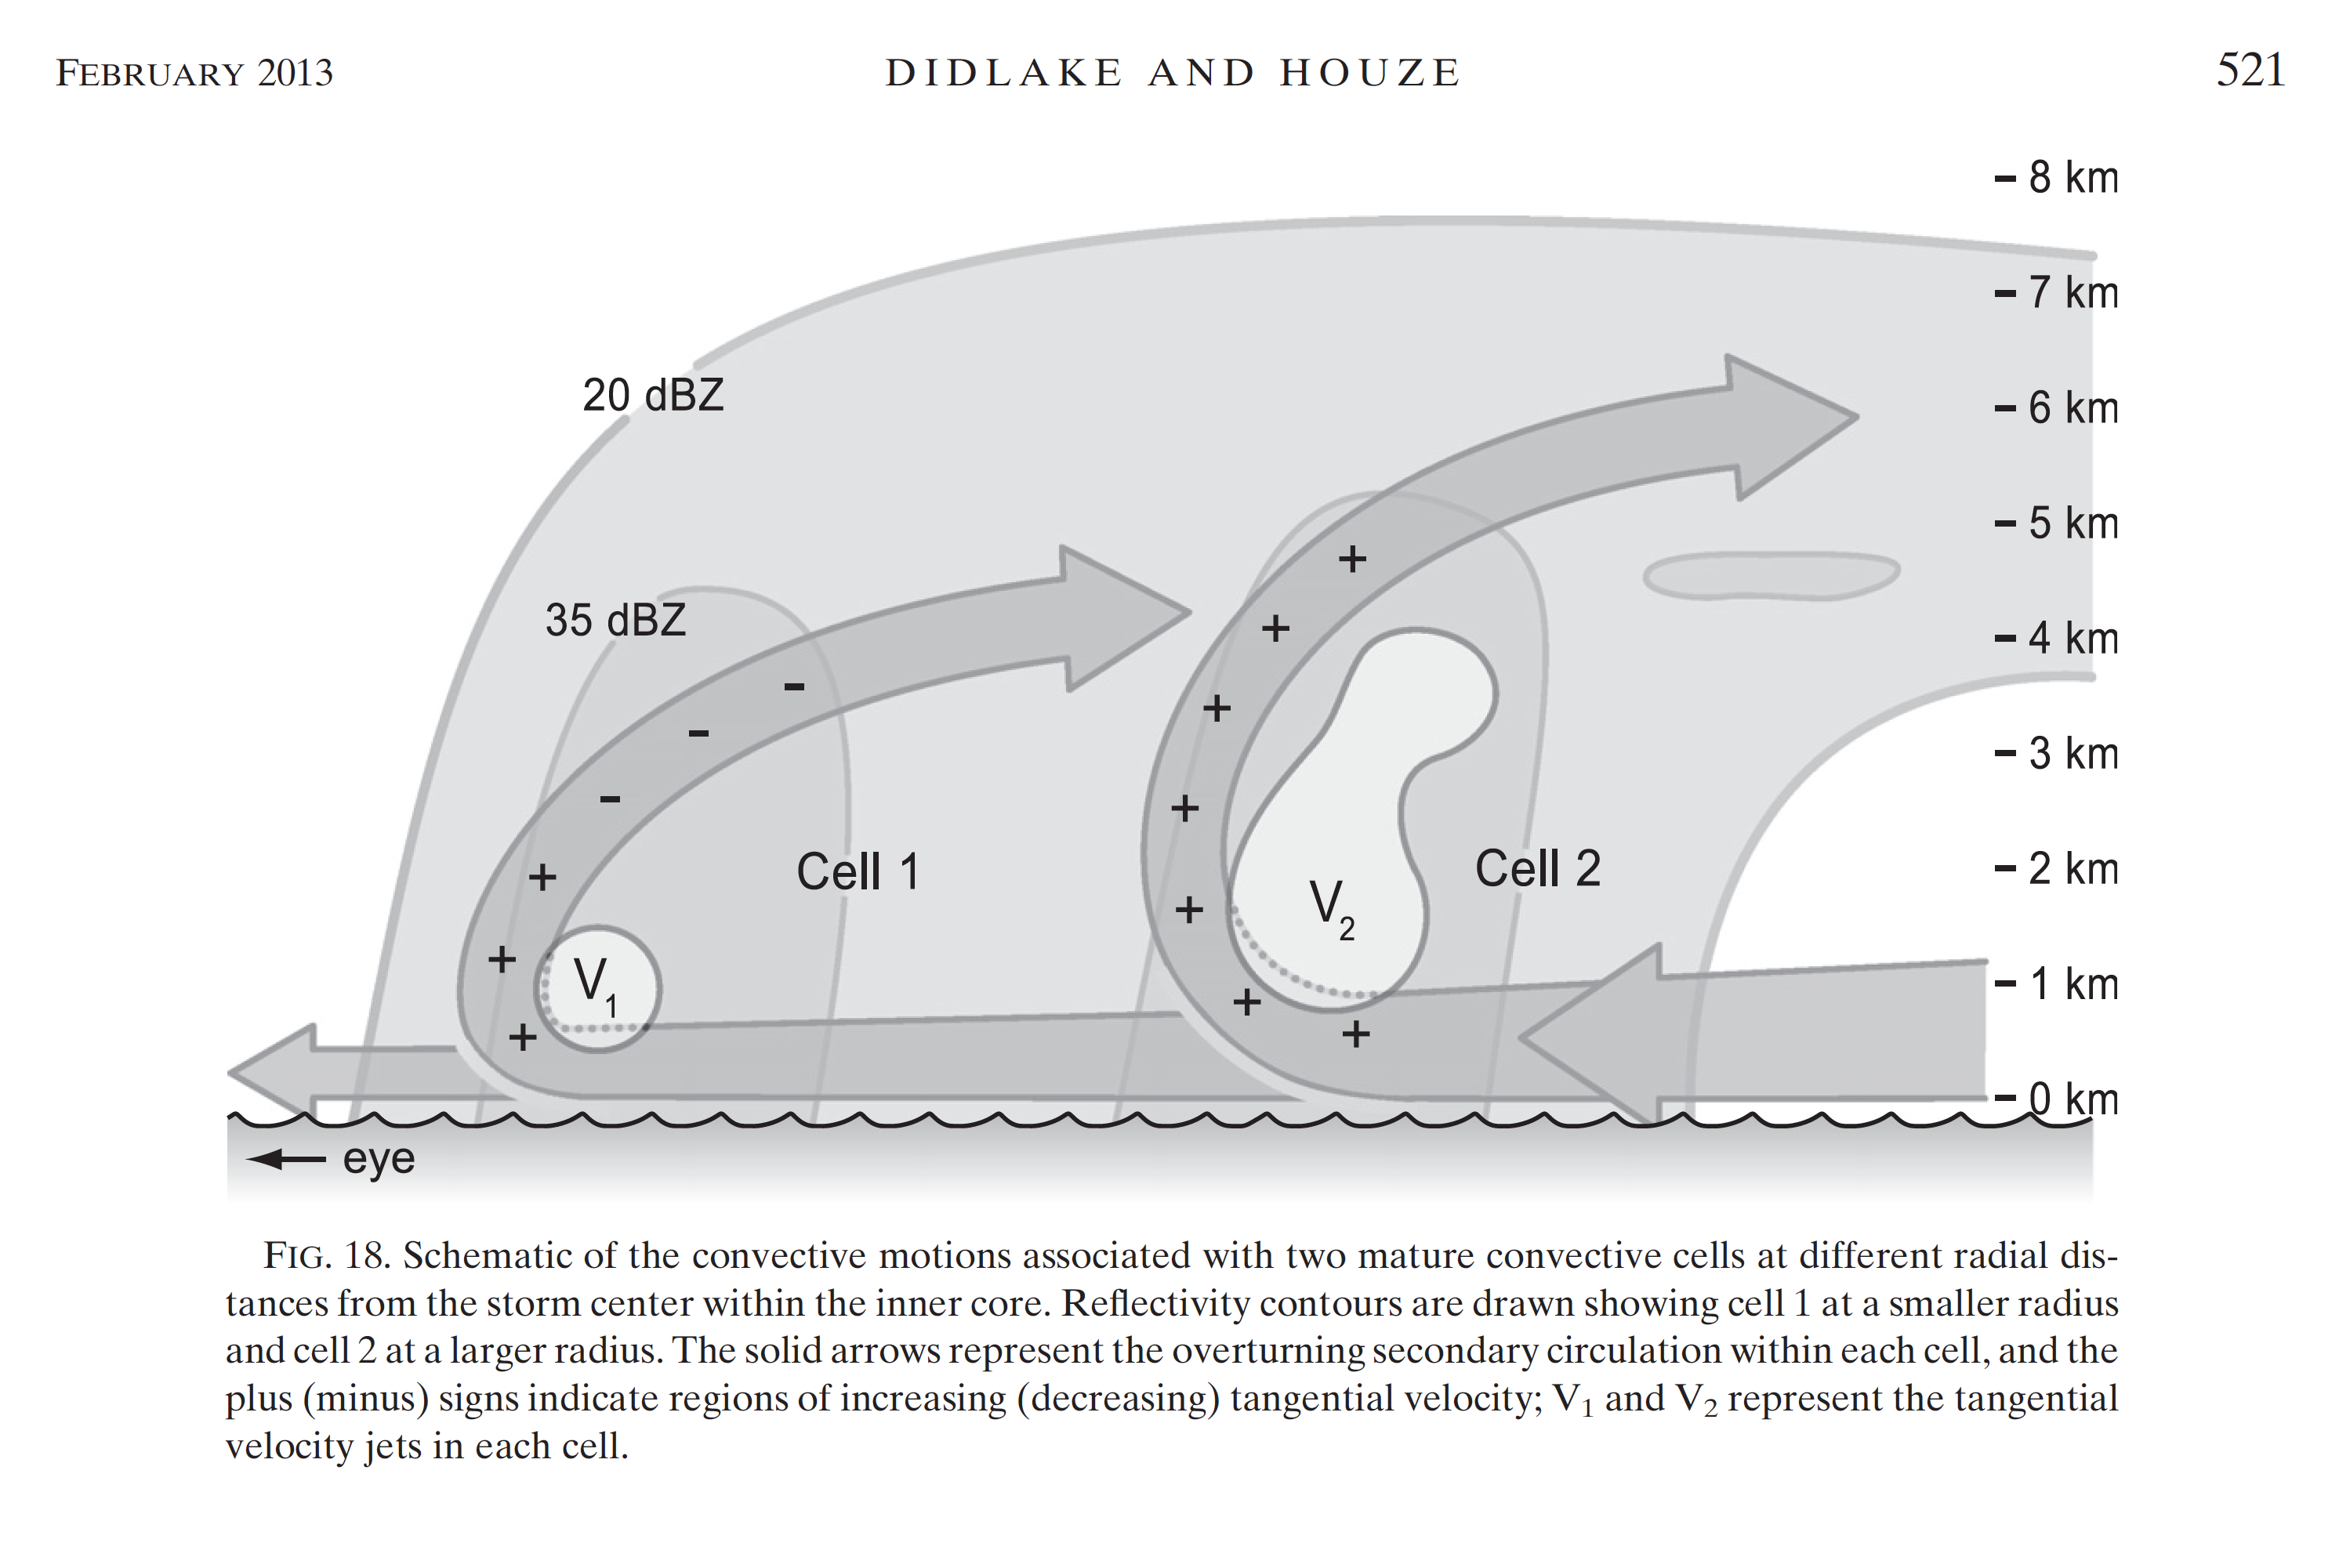 FEBRUARY 2013
DIDLAKE AND HOUZE
521
8 km
7 km
20 dBZ
6 km
5 km
35 dBZ
4 km
3 km
Cell 1
Cell 2
2 km
V2
V1
1 km
0 km
eye
FIG. 18. Schematic of the convective motions associated with two mature convective cells at different radial dis-
tances from the storm center within the inner core. Reflectivity contours are drawn showing cell 1 at a smaller radius
and cell 2 at a larger radius. The solid arrows represent the overturning secondary circulation within each cell, and the
plus (minus) signs indicate regions of increasing (decreasing) tangential velocity; V1 and V2 represent the tangential
velocity jets in each cell.